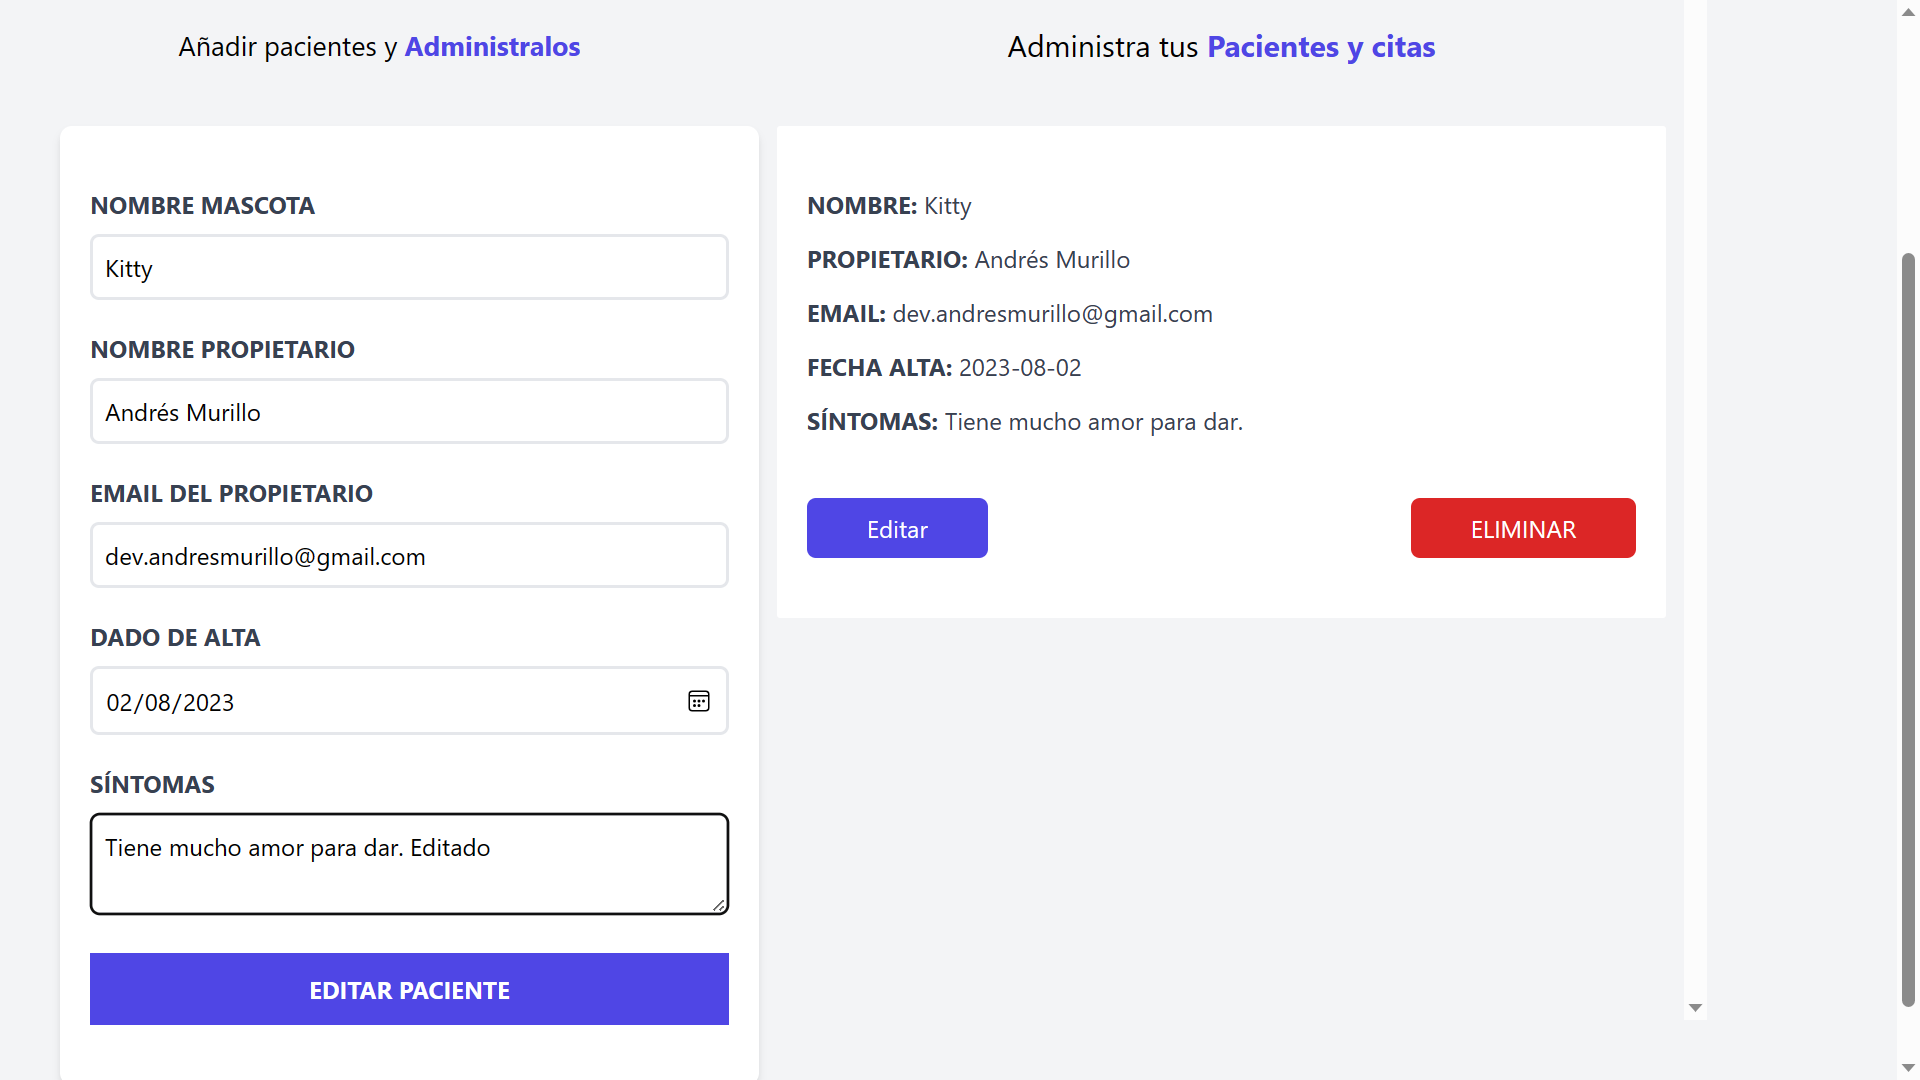 Añadir pacientes y Administralos
NOMBRE MASCOTA
Kitty
NOMBRE PROPIETARIO
Andrés Murillo
EMAIL DEL PROPIETARIO
dev.andresmurillo@gmail.com
DADO DE ALTA
02/08/2023
SÍNTOMAS
Tiene mucho amor para dar. Editado
EDITAR PACIENTE
Administra tus Pacientes y citas
NOMBRE: Kitty
PROPIETARIO: Andrés Murillo
EMAIL: dev.andresmurillo@gmail.com
FECHA ALTA: 2023-08-02
SÍNTOMAS: Tiene mucho amor para dar.
Editar
ELIMINAR